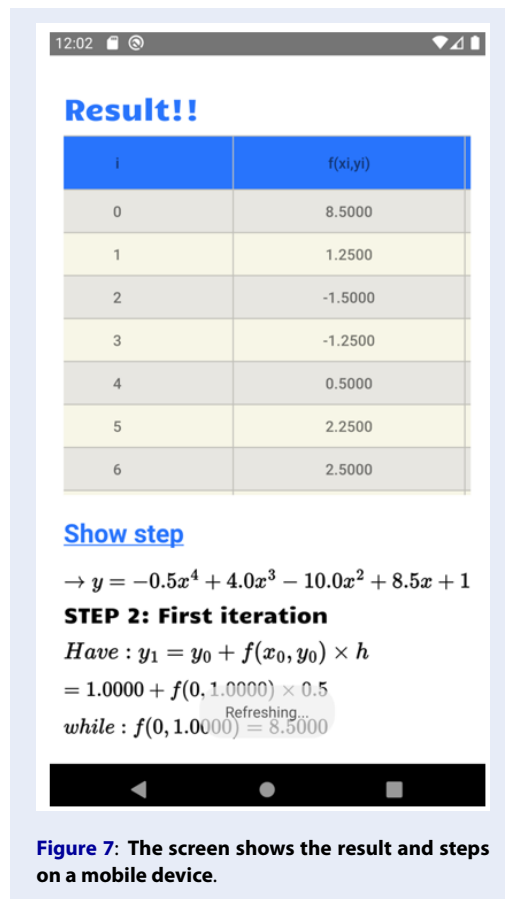 12:02
Result!!
i f(xi,yi)
0 8.5000
1 1.2500
2 -1.5000
3 -1.2500
4 0.5000
5 2.2500
6 2.5000
Show step
→ y = −0.5x⁴ + 4.0x³ − 10.0x² + 8.5x + 1
STEP 2: First iteration
Have : y₁ = y₀ + f(x₀, y₀) × h
= 1.0000 + f(0, 1.0000) × 0.5
Refreshing...
while : f(0, 1.0000) = 8.5000
Figure 7: The screen shows the result and steps
on a mobile device.